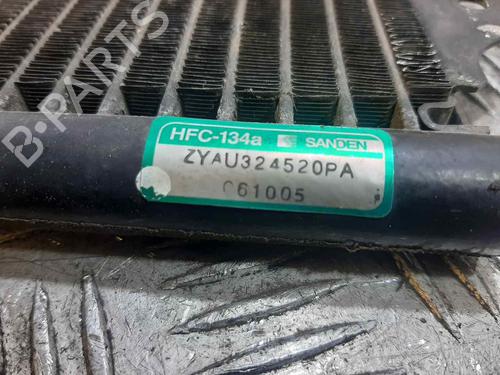 HFC-134a SANDEN
ZYAU324520PA
061005
B-PARTS